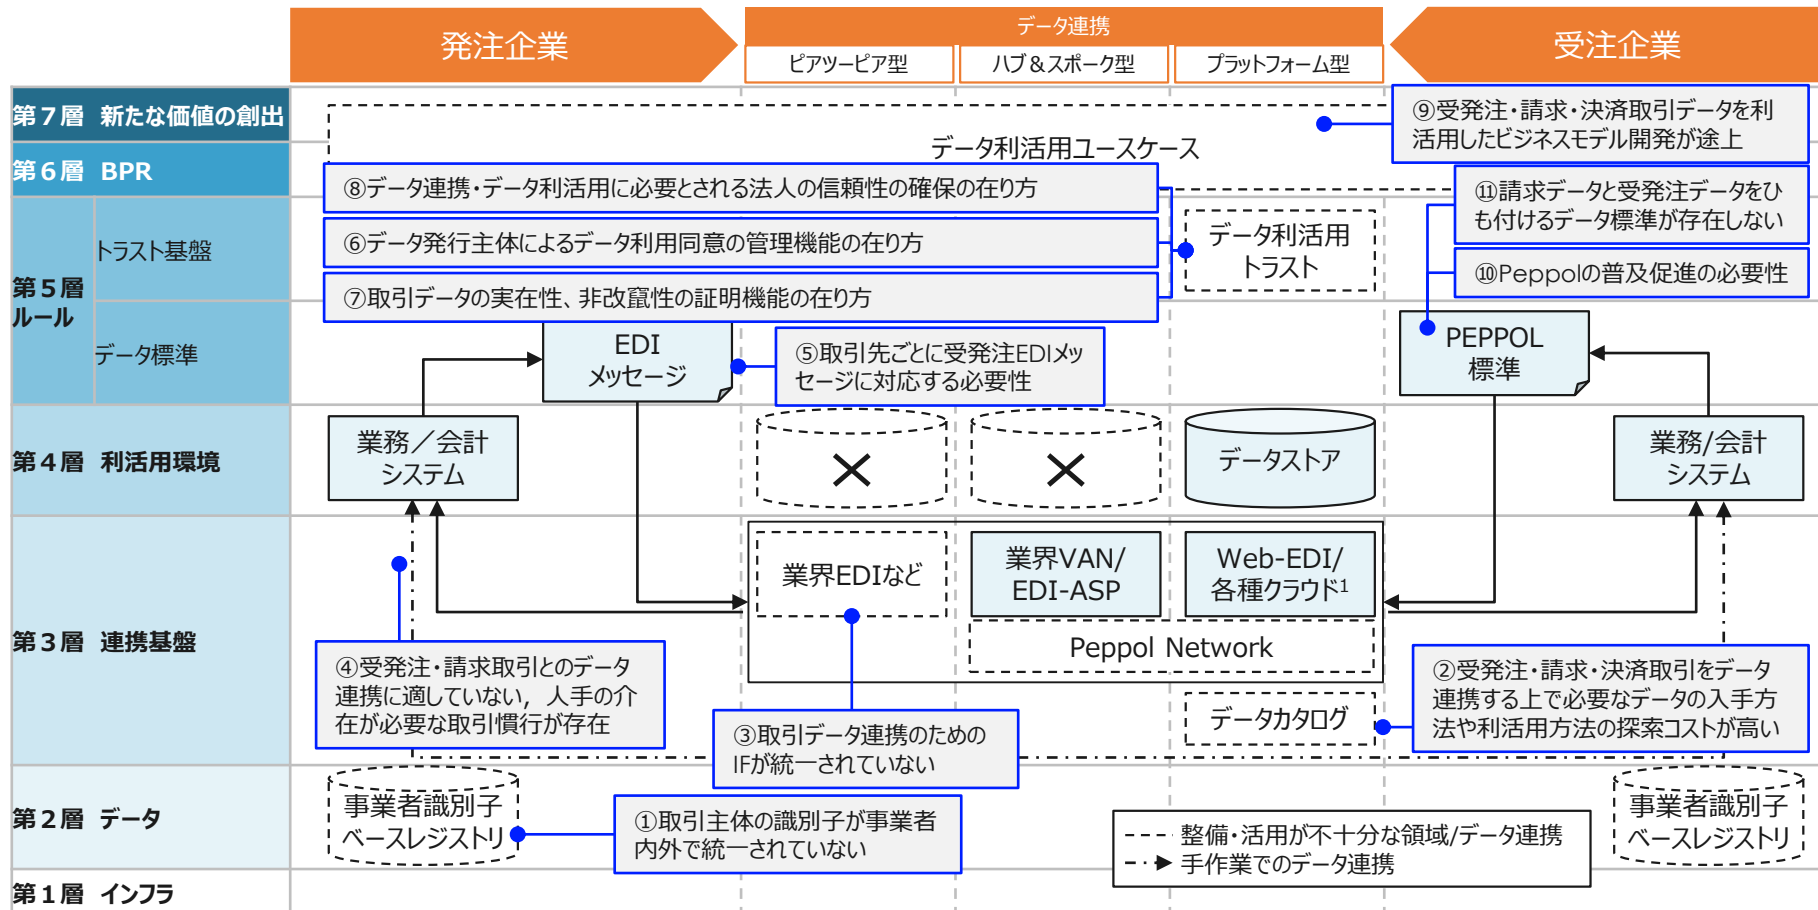 発注企業
データ連携
受注企業
ピアツーピア型
ハブ＆スポーク型
プラットフォーム型
第７層 新たな価値の創出
第６層 BPR
第５層
ルール
トラスト基盤
データ標準
第４層 利活用環境
第３層 連携基盤
第２層 データ
第１層 インフラ
⑨受発注・請求・決済取引データを利
活用したビジネスモデル開発が途上
データ利活用ユースケース
⑧データ連携・データ利活用に必要とされる法人の信頼性の確保の在り方
⑥データ発行主体によるデータ利用同意の管理機能の在り方
⑦取引データの実在性、非改竄性の証明機能の在り方
データ利活用
トラスト
⑪請求データと受発注データをひ
も付けるデータ標準が存在しない
⑩Peppolの普及促進の必要性
EDI
メッセージ
⑤取引先ごとに受発注EDIメッ
セージに対応する必要性
PEPPOL
標準
業務／会計
システム
データストア
業務/会計
システム
業界EDIなど
業界VAN/
EDI-ASP
Web-EDI/
各種クラウド1
Peppol Network
④受発注・請求取引とのデータ
連携に適していない，人手の介
在が必要な取引慣行が存在
③取引データ連携のための
IFが統一されていない
データカタログ
②受発注・請求・決済取引をデータ
連携する上で必要なデータの入手方
法や利活用方法の探索コストが高い
事業者識別子
ベースレジストリ
①取引主体の識別子が事業者
内外で統一されていない
整備・活用が不十分な領域/データ連携
手作業でのデータ連携
事業者識別子
ベースレジストリ